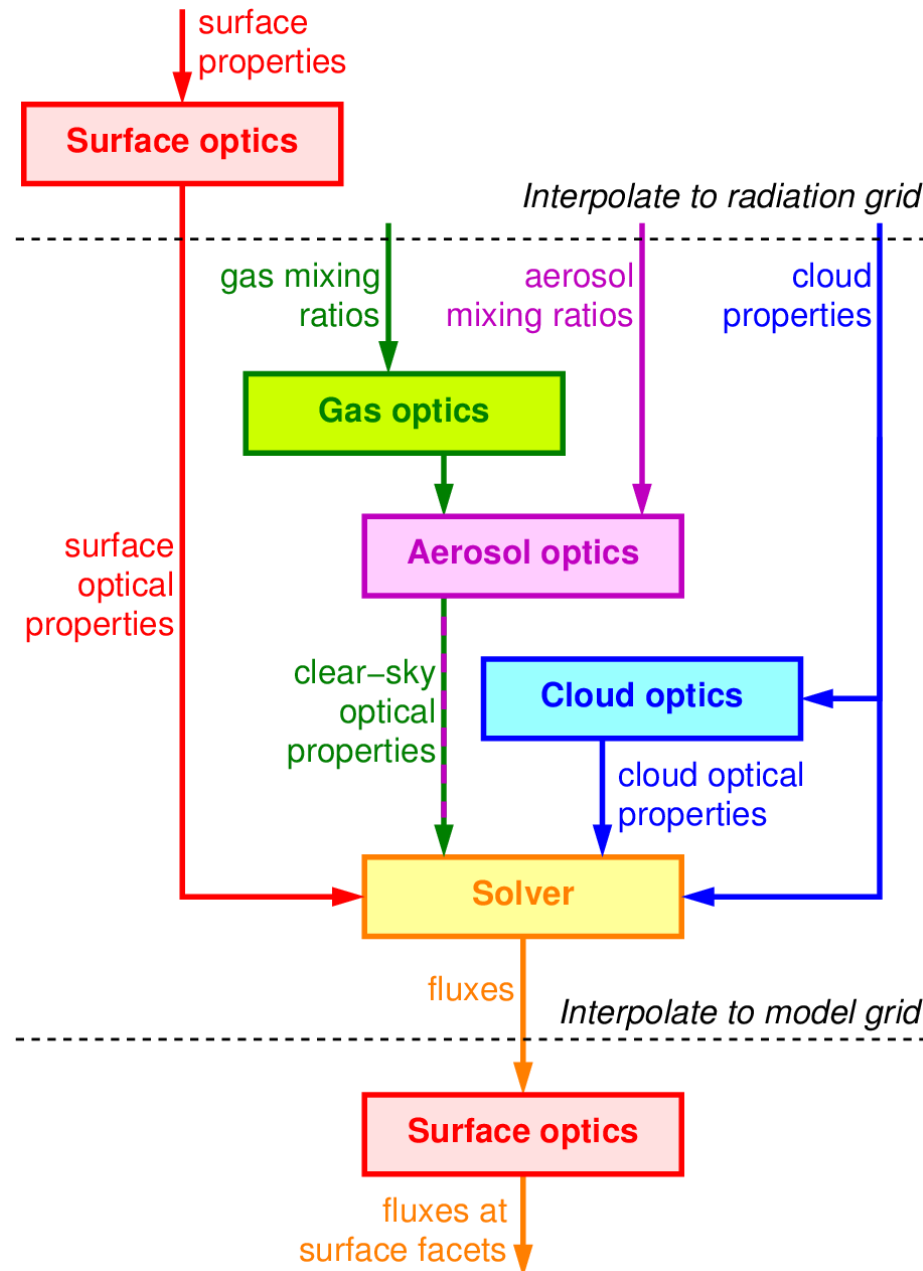 surface
properties
Surface optics
Interpolate to radiation grid
gas mixing
ratios
aerosol
mixing ratios
cloud
properties
Gas optics
surface
optical
properties
Aerosol optics
clear−sky
optical
properties
Cloud optics
cloud optical
properties
Solver
fluxes
Interpolate to model grid
Surface optics
fluxes at
surface facets